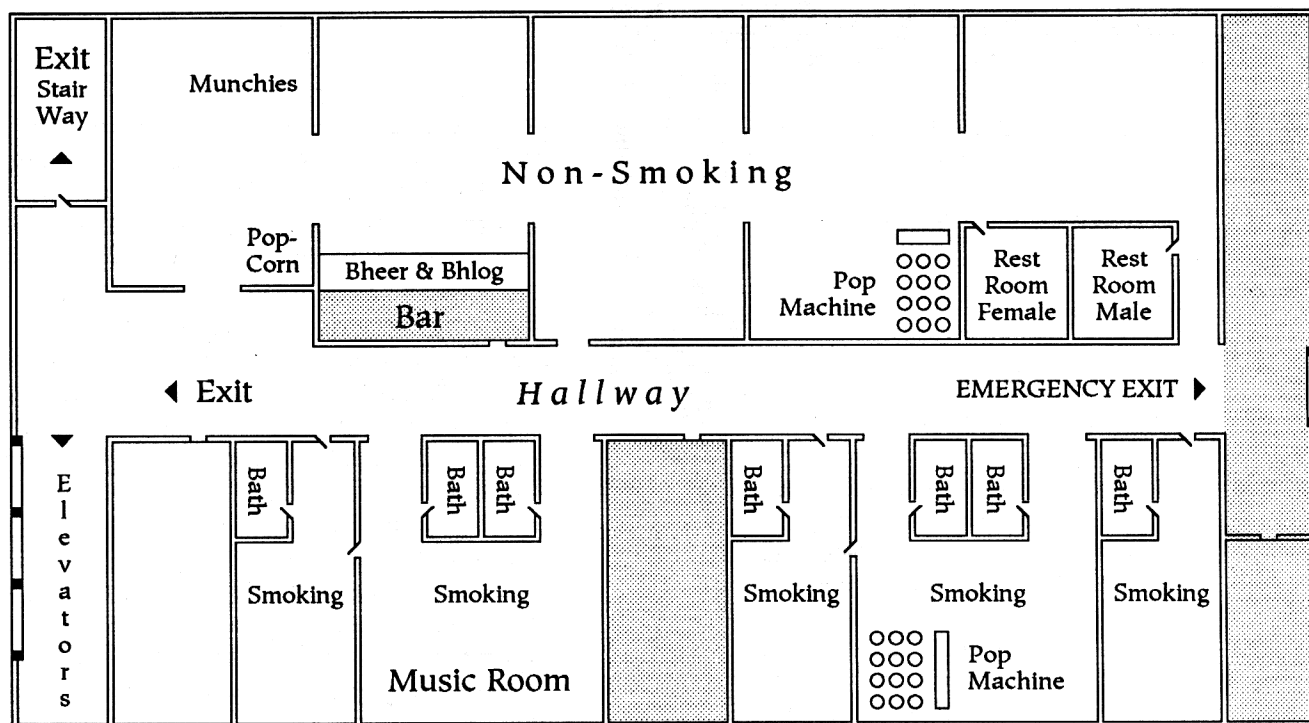 Exit
Stair
Way
Munchies
Non-Smoking
Pop-
Corn
Bheer & Bhlog
Bar
Pop
Machine
Rest
Room
Female
Rest
Room
Male
Exit
Hallway
EMERGENCY EXIT
Elevators
Bath
Bath
Bath
Bath
Bath
Bath
Bath
Smoking
Smoking
Smoking
Smoking
Smoking
Music Room
Pop
Machine